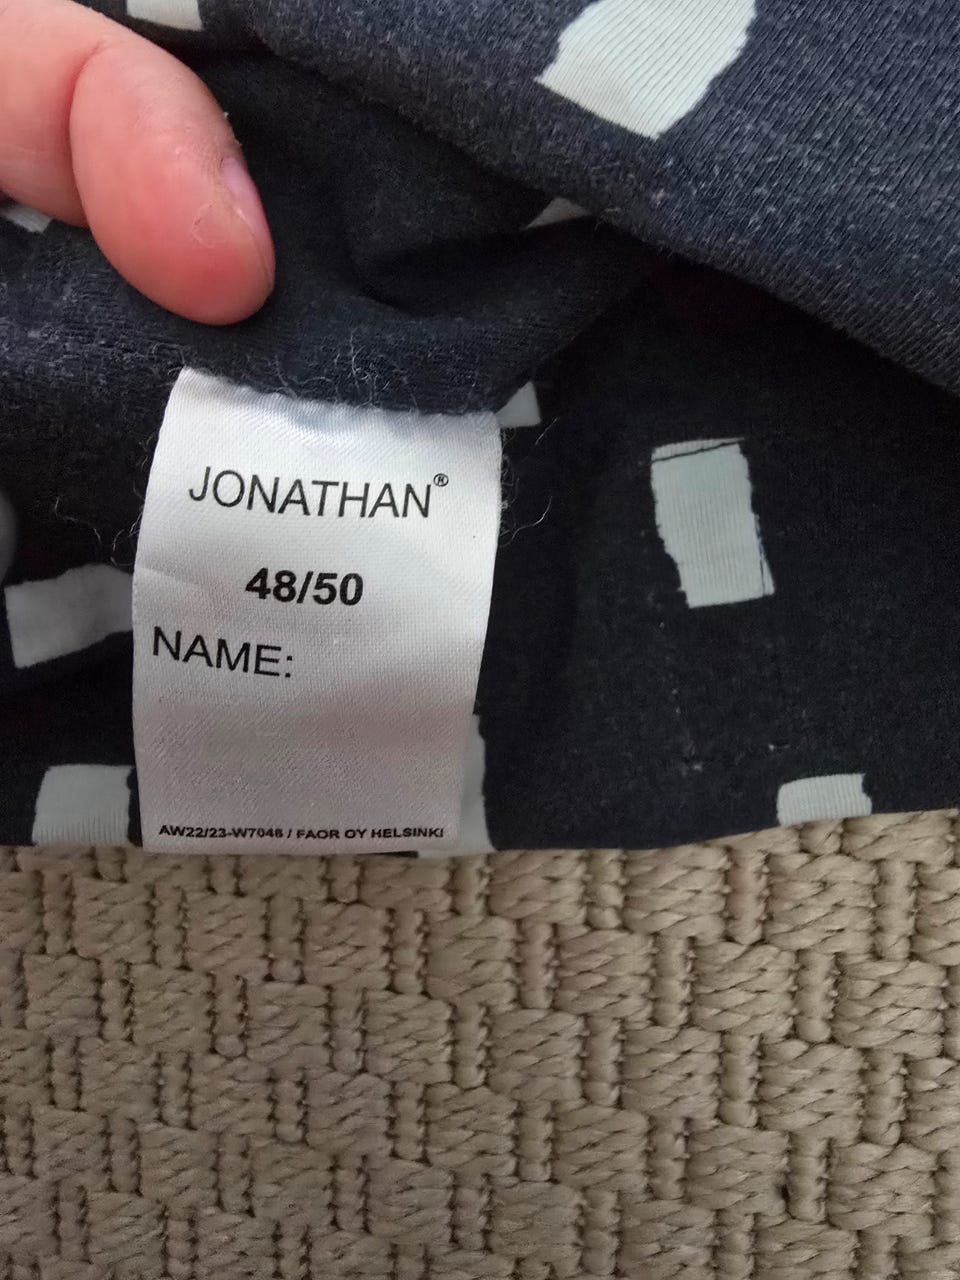 JONATHAN®
48/50
NAME:
AW22/23-W7046 / FAOR OY HELSINKI